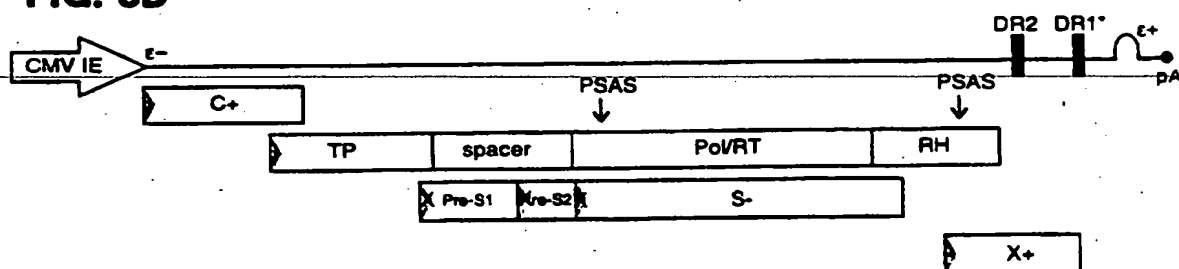 DR2 DR1*
CMV IE ε- ε+
PSAS PSAS pA
C+
TP spacer Pol/RT RH
Pre-S1 S-
X+